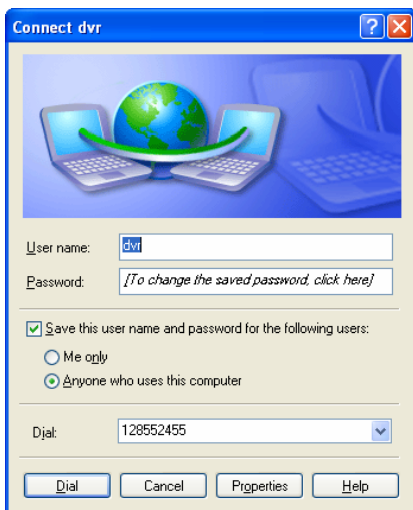 Connect dvr
User name: dvr
Password: [To change the saved password, click here]
Save this user name and password for the following users:
Me only
Anyone who uses this computer
Dial: 128552455
Dial Cancel Properties Help